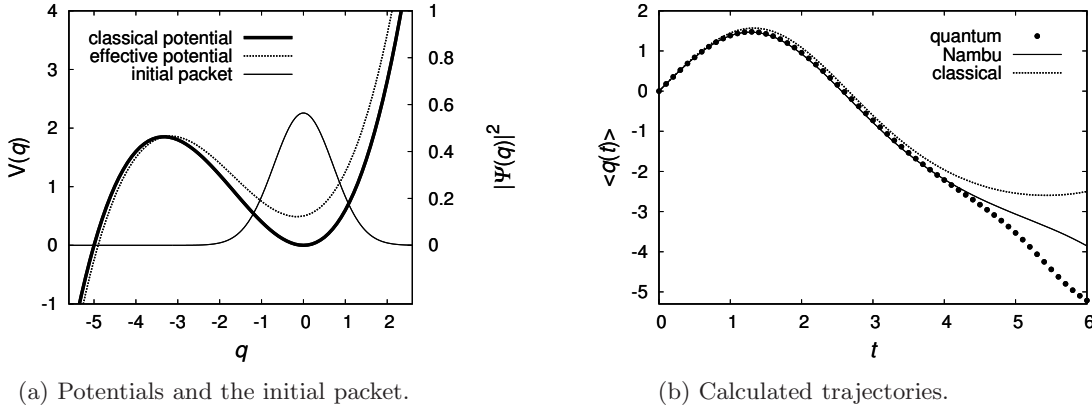 classical potential
effective potential
initial packet
V(q)
4
3
2
1
0
-1
1
0.8
0.6
0.4
0.2
0
|Ψ(q)|²
-5 -4 -3 -2 -1 0 1 2
q
(a) Potentials and the initial packet.
quantum
Nambu
classical
<q(t)>
2
1
0
-1
-2
-3
-4
-5
0 1 2 3 4 5 6
t
(b) Calculated trajectories.